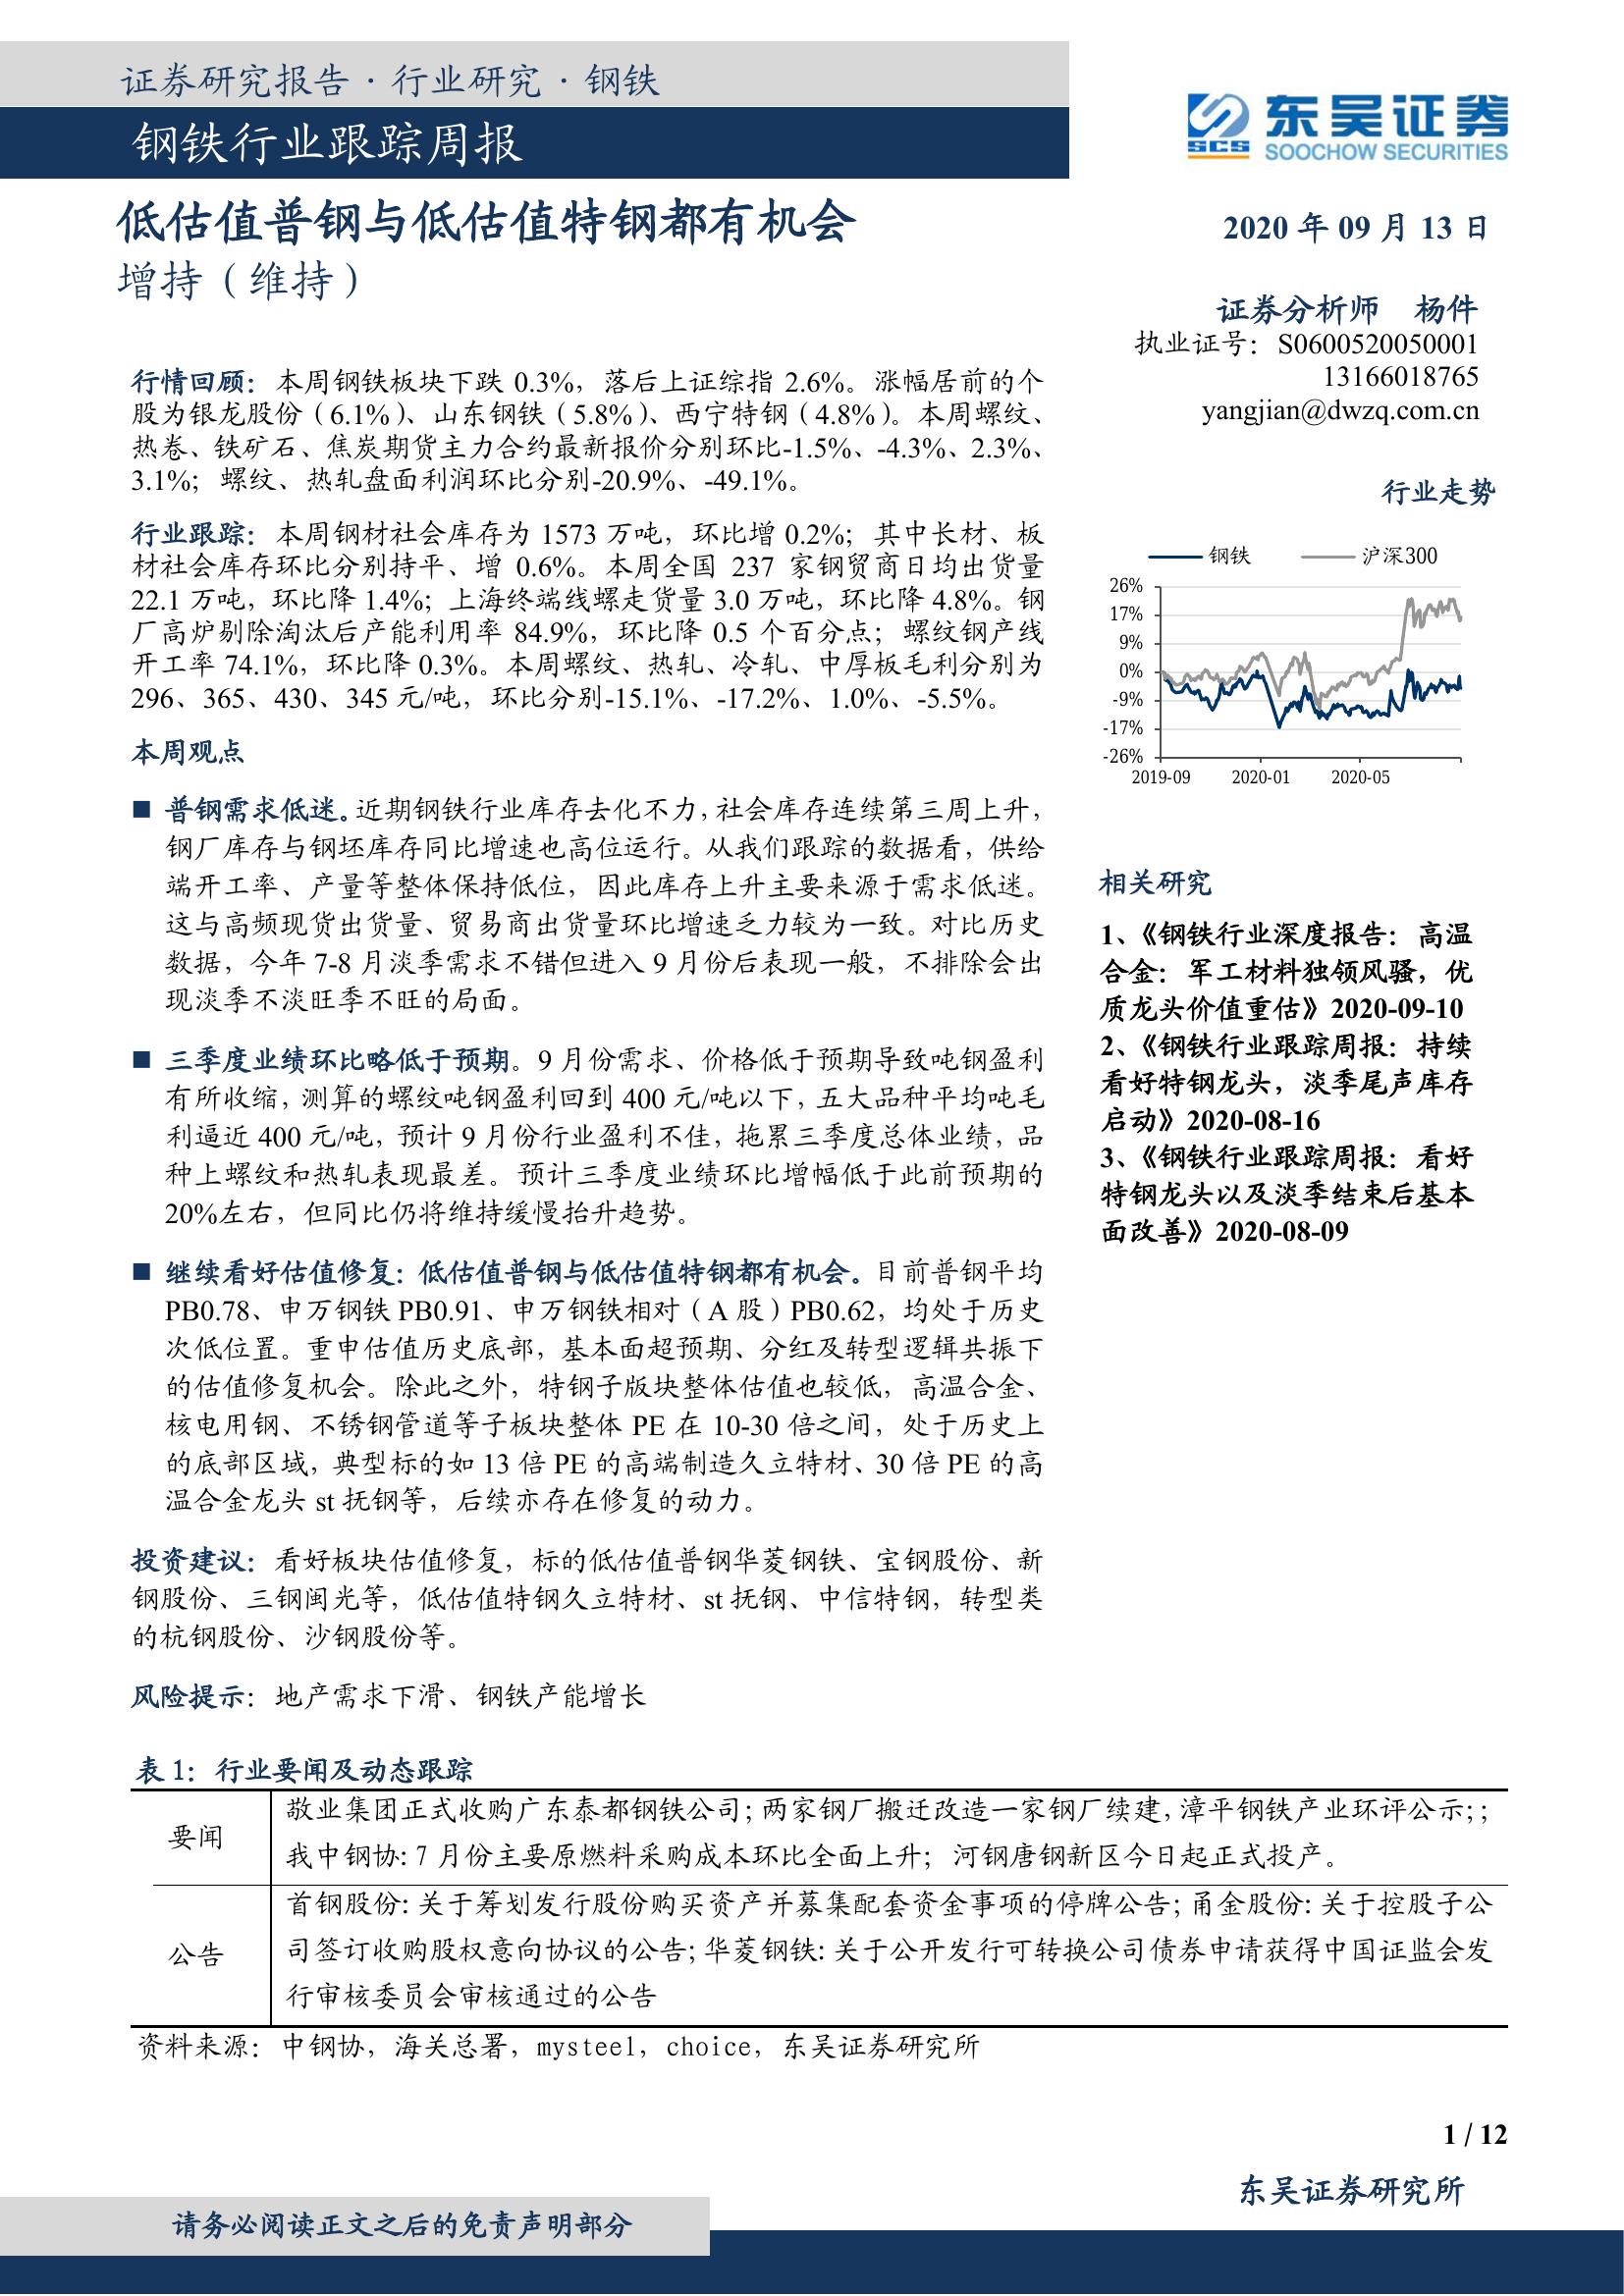 证券研究报告·行业研究·钢铁
钢铁行业跟踪周报
东吴证券
SCS
SOOCHOW SECURITIES
低估值普钢与低估值特钢都有机会
增持（维持）
行情回顾：本周钢铁板块下跌 0.3%，落后上证综指 2.6%。涨幅居前的个
股为银龙股份（6.1%）、山东钢铁（5.8%）、西宁特钢（4.8%）。本周螺纹、
热卷、铁矿石、焦炭期货主力合约最新报价分别环比-1.5%、-4.3%、2.3%、
3.1%；螺纹、热轧盘面利润环比分别-20.9%、-49.1%。
行业跟踪：本周钢材社会库存为 1573 万吨，环比增 0.2%；其中长材、板
材社会库存环比分别持平、增 0.6%。本周全国 237 家钢贸商日均出货量
22.1 万吨，环比降 1.4%；上海终端线螺走货量 3.0 万吨，环比降 4.8%。钢
厂高炉剔除淘汰后产能利用率 84.9%，环比降 0.5 个百分点；螺纹钢产线
开工率 74.1%，环比降 0.3%。本周螺纹、热轧、冷轧、中厚板毛利分别为
296、365、430、345 元/吨，环比分别-15.1%、-17.2%、1.0%、-5.5%。
本周观点
■ 普钢需求低迷。近期钢铁行业库存去化不力，社会库存连续第三周上升，
钢厂库存与钢坯库存同比增速也高位运行。从我们跟踪的数据看，供给
端开工率、产量等整体保持低位，因此库存上升主要来源于需求低迷。
这与高频现货出货量、贸易商出货量环比增速乏力较为一致。对比历史
数据，今年 7-8 月淡季需求不错但进入 9 月份后表现一般，不排除会出
现淡季不淡旺季不旺的局面。
■ 三季度业绩环比略低于预期。9 月份需求、价格低于预期导致吨钢盈利
有所收缩，测算的螺纹吨钢盈利回到 400 元/吨以下，五大品种平均吨毛
利逼近 400 元/吨，预计 9 月份行业盈利不佳，拖累三季度总体业绩，品
种上螺纹和热轧表现最差。预计三季度业绩环比增幅低于此前预期的
20%左右，但同比仍将维持缓慢抬升趋势。
■ 继续看好估值修复：低估值普钢与低估值特钢都有机会。目前普钢平均
PB0.78、申万钢铁 PB0.91、申万钢铁相对（A 股）PB0.62，均处于历史
次低位置。重申估值历史底部，基本面超预期、分红及转型逻辑共振下
的估值修复机会。除此之外，特钢子版块整体估值也较低，高温合金、
核电用钢、不锈钢管道等子板块整体 PE 在 10-30 倍之间，处于历史上
的底部区域，典型标的如 13 倍 PE 的高端制造久立特材、30 倍 PE 的高
温合金龙头 st 抚钢等，后续亦存在修复的动力。
投资建议：看好板块估值修复，标的低估值普钢华菱钢铁、宝钢股份、新
钢股份、三钢闽光等，低估值特钢久立特材、st 抚钢、中信特钢，转型类
的杭钢股份、沙钢股份等。
风险提示：地产需求下滑、钢铁产能增长
2020 年 09 月 13 日
证券分析师 杨件
执业证号：S0600520050001
13166018765
yangjian@dwzq.com.cn
行业走势
钢铁 沪深300
26%
17%
9%
0%
-9%
-17%
-26%
2019-09 2020-01 2020-05
相关研究
1、《钢铁行业深度报告：高温
合金：军工材料独领风骚，优
质龙头价值重估》2020-09-10
2、《钢铁行业跟踪周报：持续
看好特钢龙头，淡季尾声库存
启动》2020-08-16
3、《钢铁行业跟踪周报：看好
特钢龙头以及淡季结束后基本
面改善》2020-08-09
表 1：行业要闻及动态跟踪
要闻
敬业集团正式收购广东泰都钢铁公司；两家钢厂搬迁改造一家钢厂续建，漳平钢铁产业环评公示；；
我中钢协：7 月份主要原燃料采购成本环比全面上升；河钢唐钢新区今日起正式投产。
公告
首钢股份：关于筹划发行股份购买资产并募集配套资金事项的停牌公告；甬金股份：关于控股子公
司签订收购股权意向协议的公告；华菱钢铁：关于公开发行可转换公司债券申请获得中国证监会发
行审核委员会审核通过的公告
资料来源：中钢协，海关总署，mysteel，choice，东吴证券研究所
1 / 12
东吴证券研究所
请务必阅读正文之后的免责声明部分